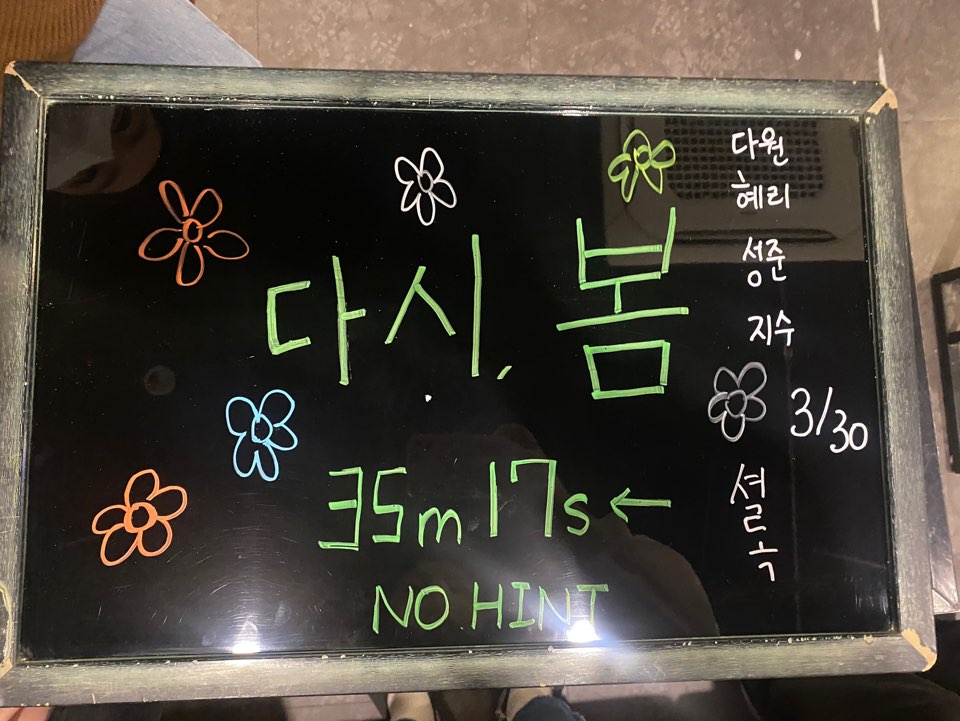 다시, 봄
35m 17s ←
NO HINT
다원
혜리
성준
지수
3/30
셜록